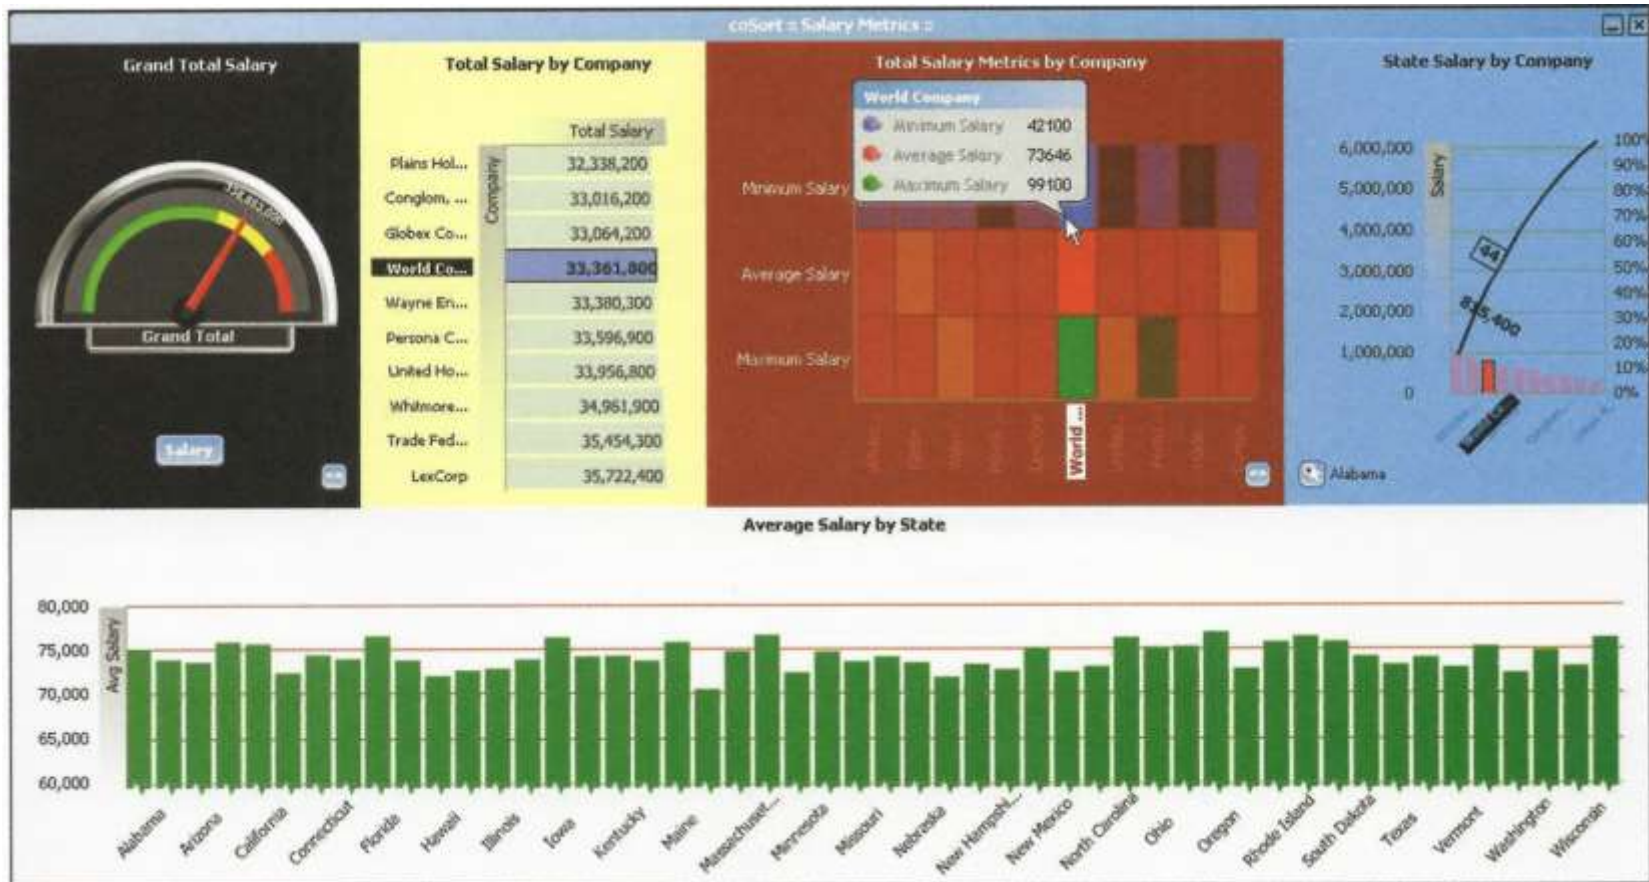 coSort :: Salary Metrics ::
Grand Total Salary
Grand Total
Salary
Total Salary by Company
Total Salary
Company
Plains Hol... 32,338,200
Conglom, ... 33,016,200
Globex Co... 33,064,200
World Co... 33,361,800
Wayne En... 33,380,300
Persona C... 33,596,900
United Ho... 33,956,800
Whitmore... 34,961,900
Trade Fed... 35,454,300
LexCorp 35,722,400
Total Salary Metrics by Company
World Company
Minimum Salary 42100
Average Salary 73646
Maximum Salary 99100
Minimum Salary
Average Salary
Maximum Salary
World ...
State Salary by Company
Salary
6,000,000
5,000,000
4,000,000
3,000,000
2,000,000
1,000,000
0
100%
90%
80%
70%
60%
50%
40%
30%
20%
10%
0%
44
Alabama
Average Salary by State
Avg Salary
80,000
75,000
70,000
65,000
60,000
Alabama
Arizona
California
Connecticut
Florida
Hawaii
Illinois
Iowa
Kentucky
Maine
Massachuset...
Minnesota
Missouri
Nebraska
New Hampshi...
New Mexico
North Carolina
Ohio
Oregon
Rhode Island
South Dakota
Texas
Vermont
Washington
Wisconsin